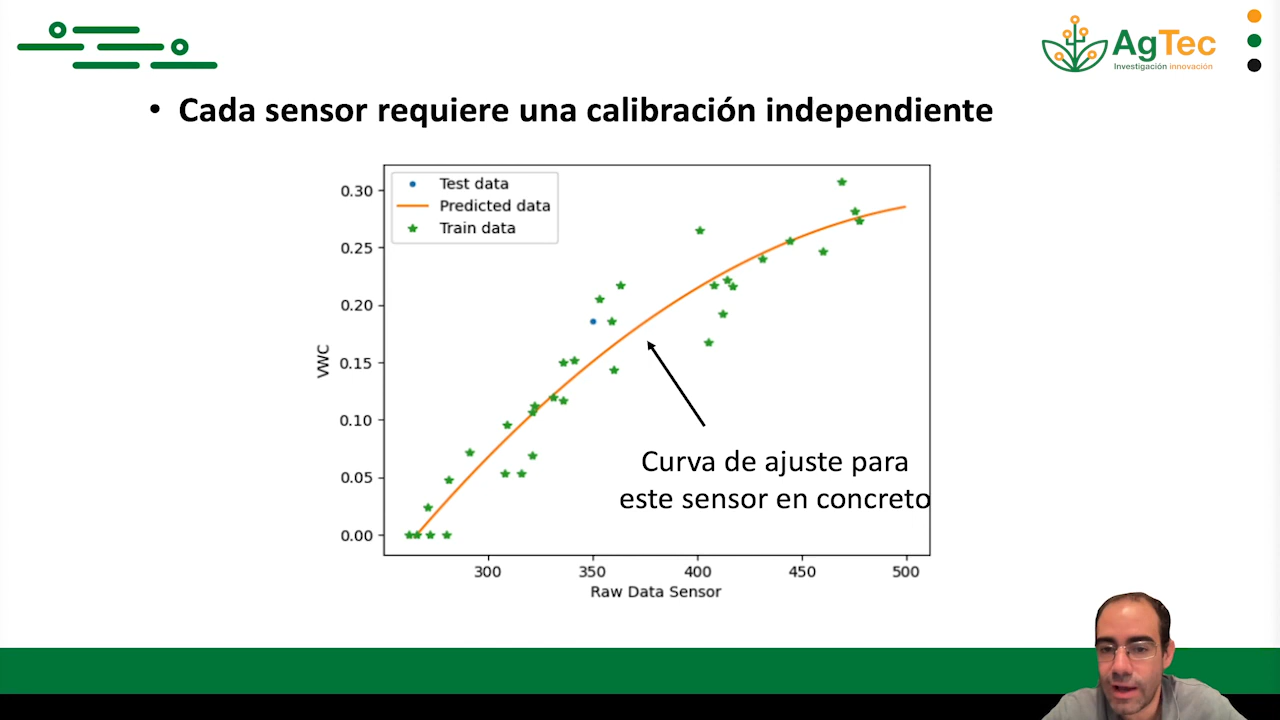 AgTec
Investigación innovación
• Cada sensor requiere una calibración independiente
Test data
Predicted data
Train data
0.30
0.25
0.20
0.15
0.10
0.05
0.00
VWC
Curva de ajuste para
este sensor en concreto
300 350 400 450 500
Raw Data Sensor